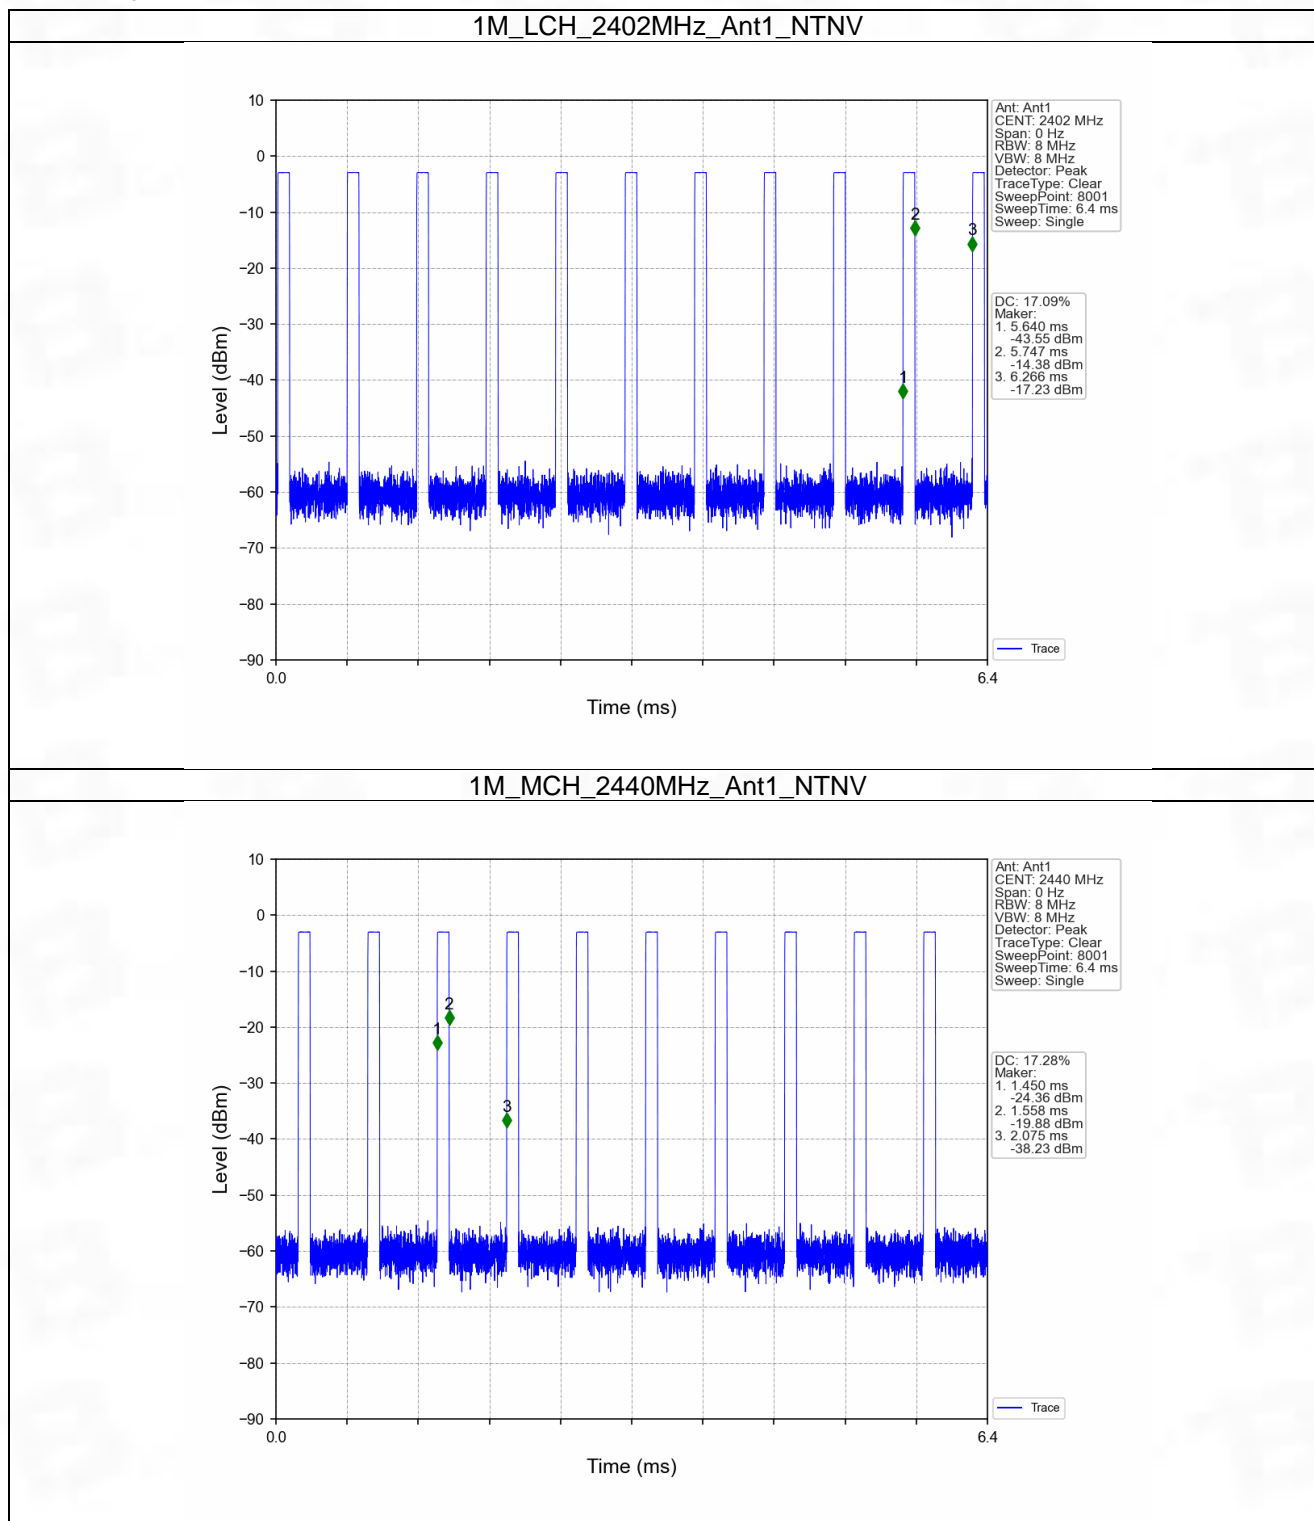 1M_LCH_2402MHz_Ant1_NTNV
10
0
−10
−20
−30
−40
−50
−60
−70
−80
−90
Level (dBm)
0.0
6.4
Time (ms)
1
2
3
Ant: Ant1
CENT: 2402 MHz
Span: 0 Hz
RBW: 8 MHz
VBW: 8 MHz
Detector: Peak
TraceType: Clear
SweepPoint: 8001
SweepTime: 6.4 ms
Sweep: Single
DC: 17.09%
Maker:
1. 5.640 ms
-43.55 dBm
2. 5.747 ms
-14.38 dBm
3. 6.266 ms
-17.23 dBm
Trace
1M_MCH_2440MHz_Ant1_NTNV
10
0
−10
−20
−30
−40
−50
−60
−70
−80
−90
Level (dBm)
0.0
6.4
Time (ms)
1
2
3
Ant: Ant1
CENT: 2440 MHz
Span: 0 Hz
RBW: 8 MHz
VBW: 8 MHz
Detector: Peak
TraceType: Clear
SweepPoint: 8001
SweepTime: 6.4 ms
Sweep: Single
DC: 17.28%
Maker:
1. 1.450 ms
-24.36 dBm
2. 1.558 ms
-19.88 dBm
3. 2.075 ms
-38.23 dBm
Trace